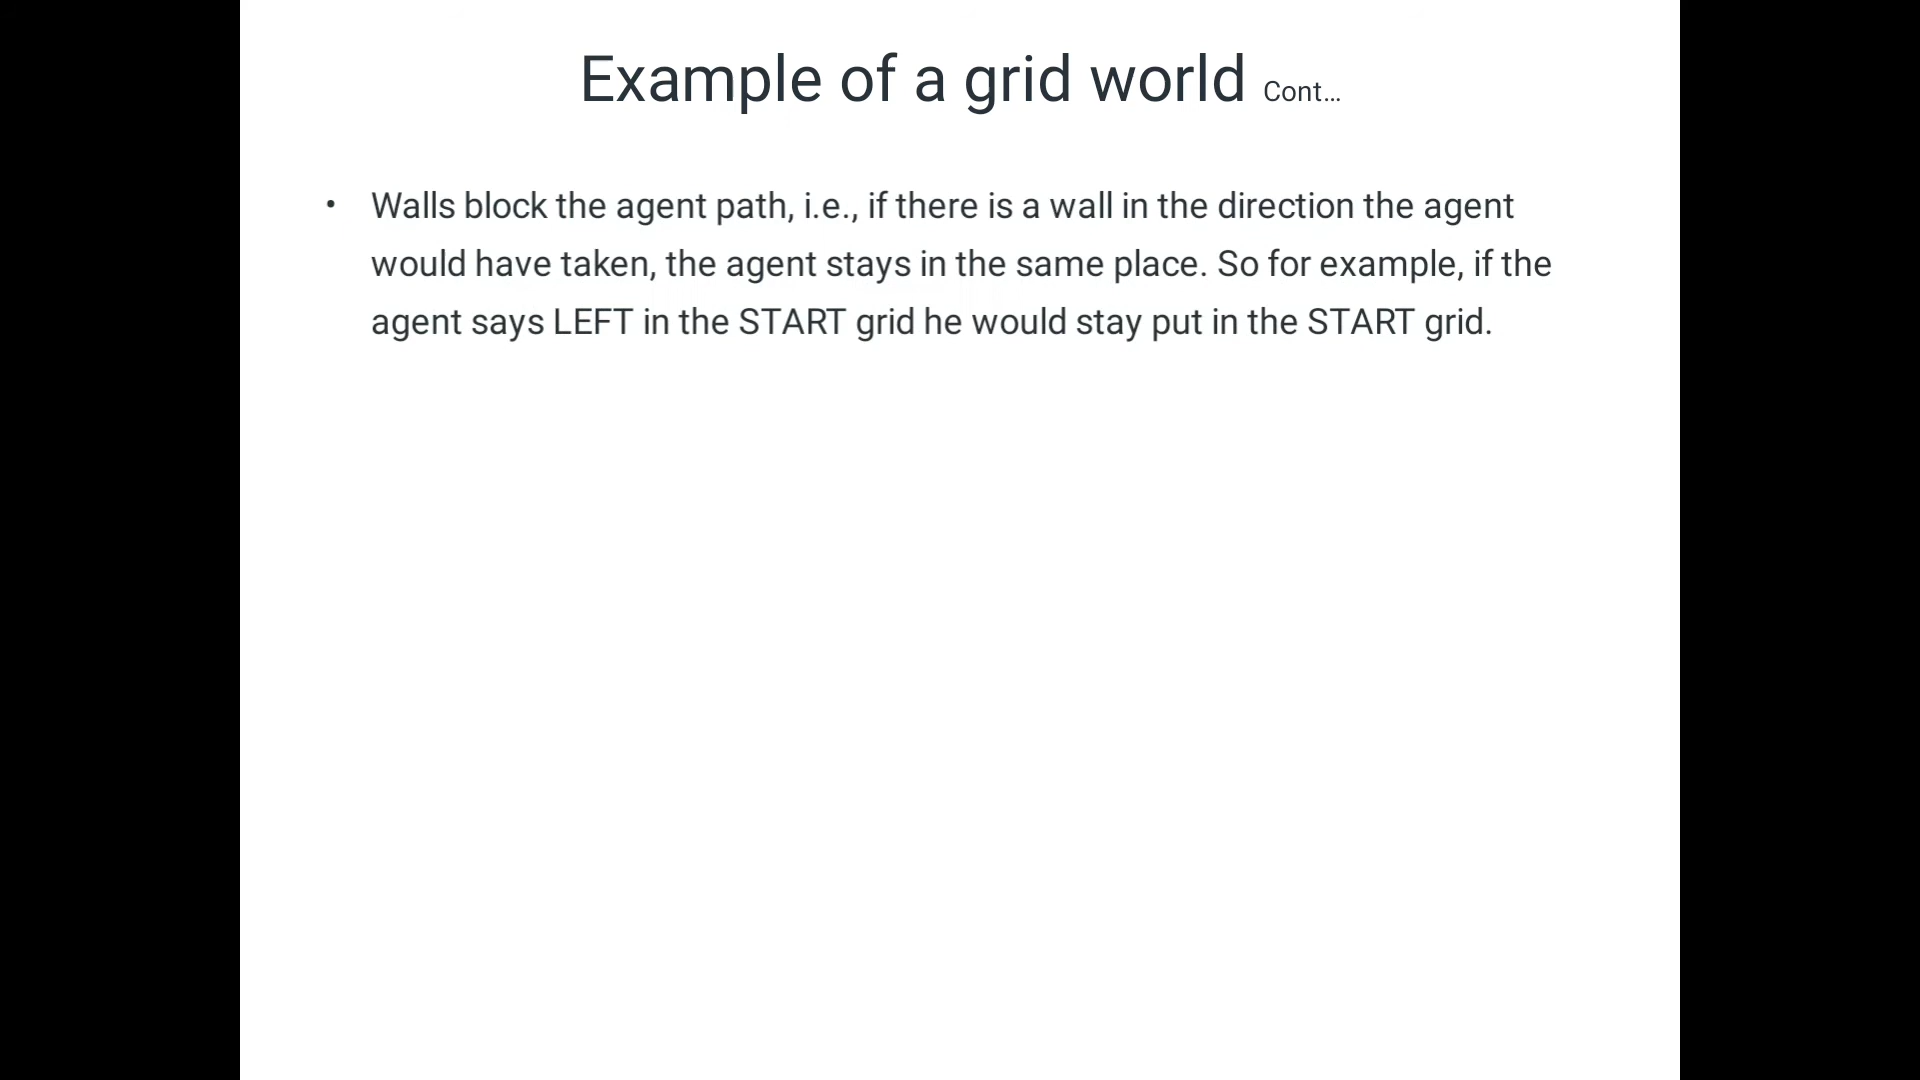 Example of a grid world Cont...
• Walls block the agent path, i.e., if there is a wall in the direction the agent
would have taken, the agent stays in the same place. So for example, if the
agent says LEFT in the START grid he would stay put in the START grid.